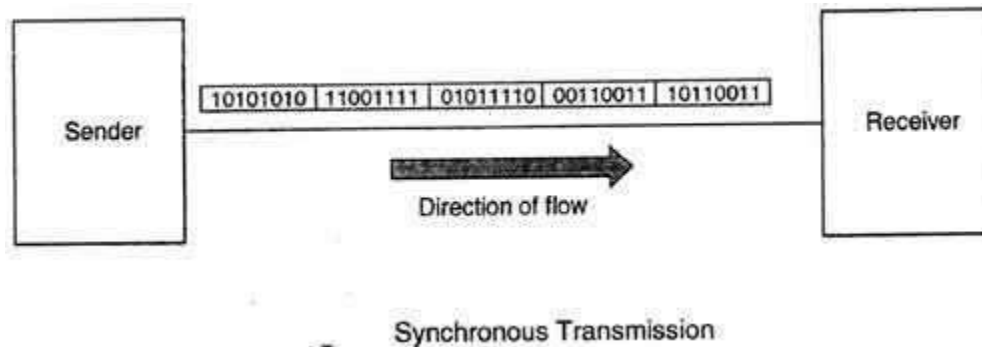 10101010 11001111 01011110 00110011 10110011
Sender
Receiver
Direction of flow
Synchronous Transmission